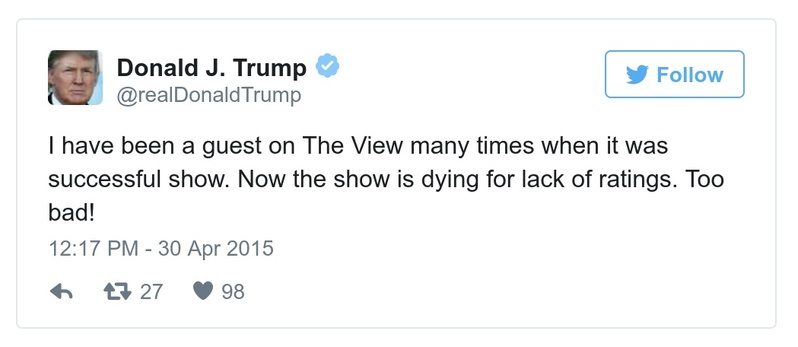 Donald J. Trump
@realDonaldTrump
Follow
I have been a guest on The View many times when it was
successful show. Now the show is dying for lack of ratings. Too
bad!
12:17 PM - 30 Apr 2015
27 98